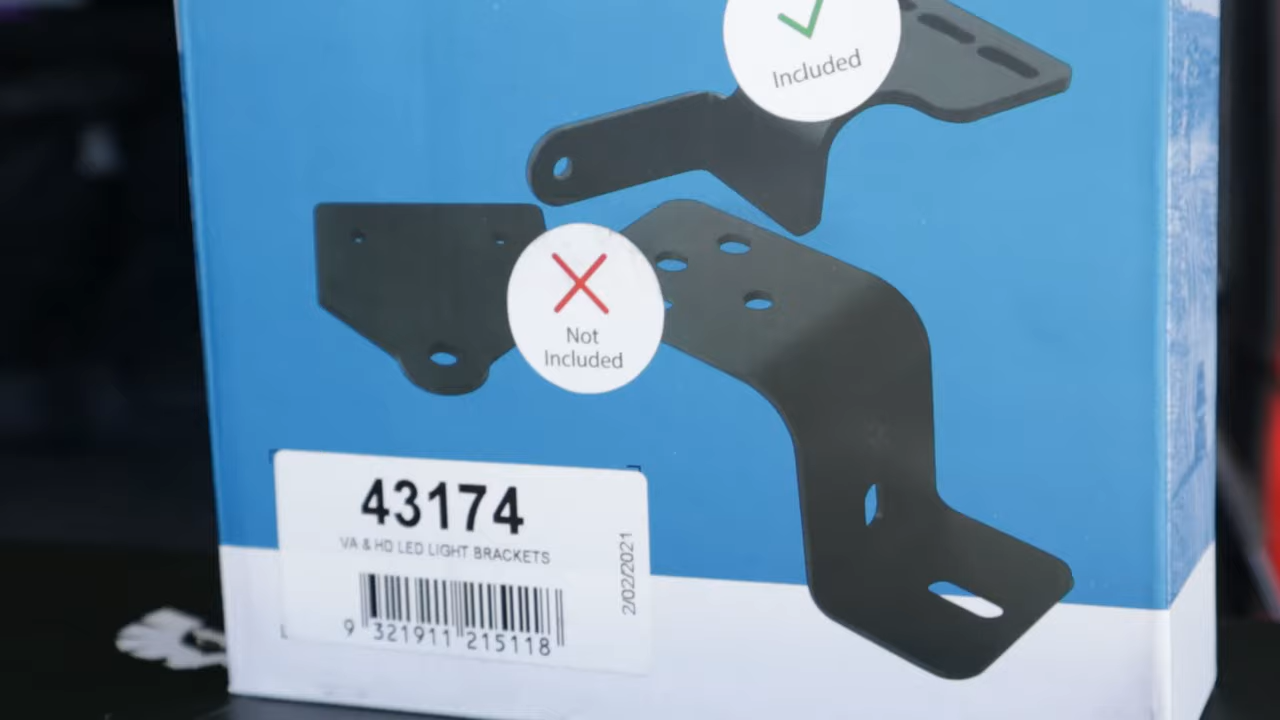 Included
Not
Included
43174
VA & HD LED LIGHT BRACKETS
2/02/2021
9 321911 215118